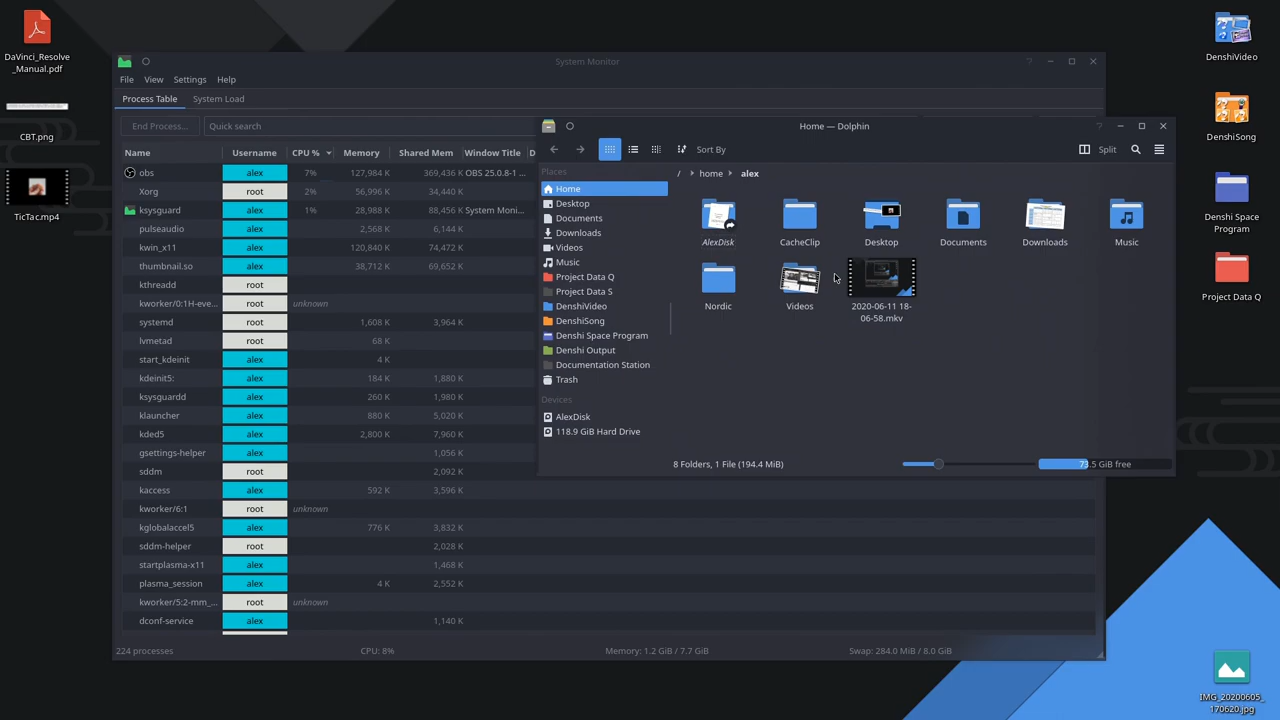 DaVinci_Resolve
_Manual.pdf
CBT.png
TicTac.mp4
System Monitor
File View Settings Help
Process Table System Load
End Process... Quick search
Name Username CPU % Memory Shared Mem Window Title D
obs alex 7% 127,984 K 369,436 K OBS 25.0.8-1 ...
Xorg root 2% 56,996 K 34,440 K
ksysguard alex 1% 28,988 K 88,456 K System Moni...
pulseaudio alex 2,568 K 6,144 K
kwin_x11 alex 120,840 K 74,472 K
thumbnail.so alex 38,712 K 69,652 K
kthreadd root
kworker/0:1H-eve... root unknown
systemd alex 1,608 K 3,964 K
lvmetad root 68 K
start_kdeinit alex 4 K
kdeinit5: alex 184 K 1,880 K
ksysguardd alex 260 K 1,980 K
klauncher alex 880 K 5,020 K
kded5 alex 2,800 K 7,960 K
gsettings-helper alex 1,056 K
sddm root 2,092 K
kaccess alex 592 K 3,596 K
kworker/6:1 root unknown
kglobalaccel5 alex 776 K 3,832 K
sddm-helper root 2,028 K
startplasma-x11 alex 1,468 K
plasma_session alex 4 K 2,552 K
kworker/5:2-mm_... root unknown
dconf-service alex 1,140 K
224 processes CPU: 8% Memory: 1.2 GiB / 7.7 GiB Swap: 284.0 MiB / 8.0 GiB
Home — Dolphin
Sort By Split
Places
Home
Desktop
Documents
Downloads
Videos
Music
Project Data Q
Project Data S
DenshiVideo
DenshiSong
Denshi Space Program
Denshi Output
Documentation Station
Trash
Devices
AlexDisk
118.9 GiB Hard Drive
/ home alex
AlexDisk CacheClip Desktop Documents Downloads Music
Nordic Videos 2020-06-11 18-
06-58.mkv
8 Folders, 1 File (194.4 MiB) 73.5 GiB free
DenshiVideo
DenshiSong
Denshi Space
Program
Project Data Q
IMG_20200605_
170620.jpg